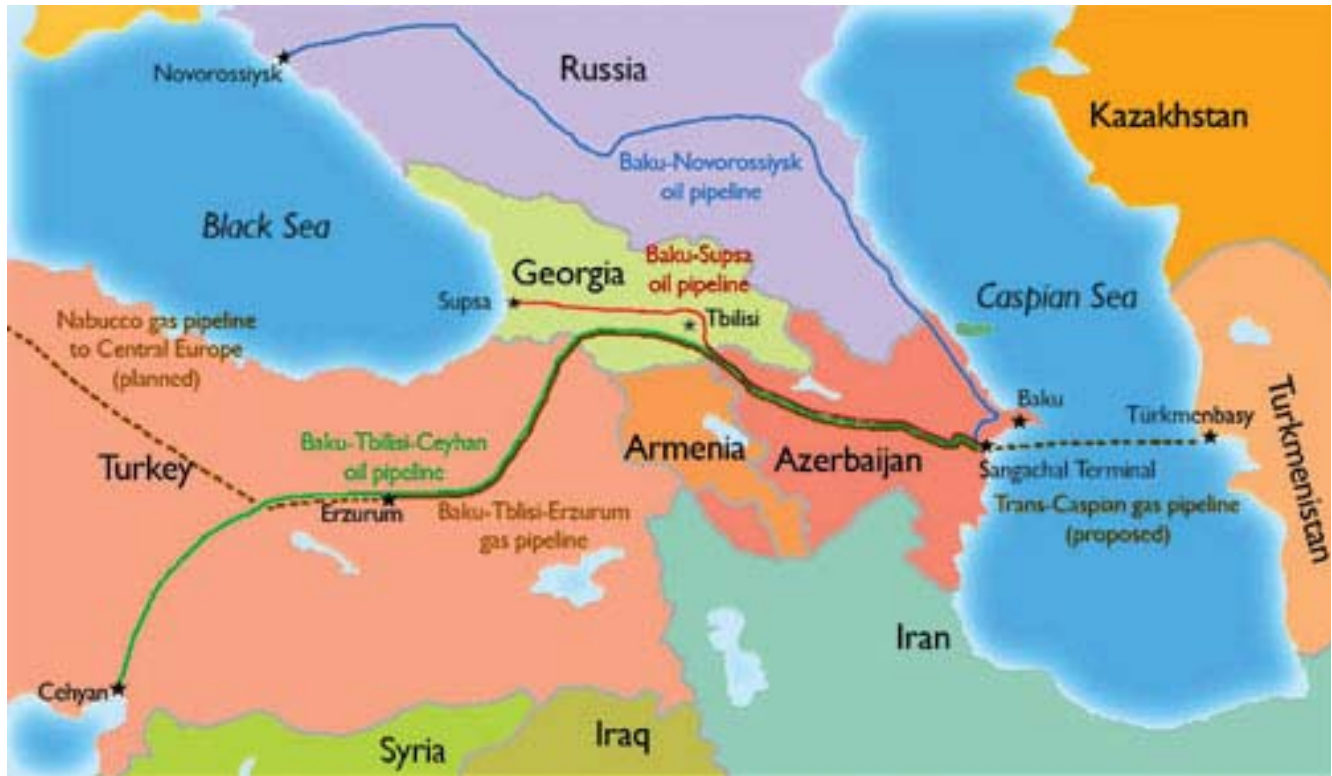 Novorossiysk
Russia
Kazakhstan
Baku-Novorossiysk
oil pipeline
Black Sea
Georgia
Baku-Supsa
oil pipeline
Caspian Sea
Supsa
Tbilisi
Nabucco gas pipeline
to Central Europe
(planned)
Baku
Turkmenbasy
Turkmenistan
Baku-Tbilisi-Ceyhan
oil pipeline
Armenia
Azerbaijan
Sangachal Terminal
Turkey
Erzurum
Baku-Tblisi-Erzurum
gas pipeline
Trans-Caspian gas pipeline
(proposed)
Iran
Cehyan
Syria
Iraq